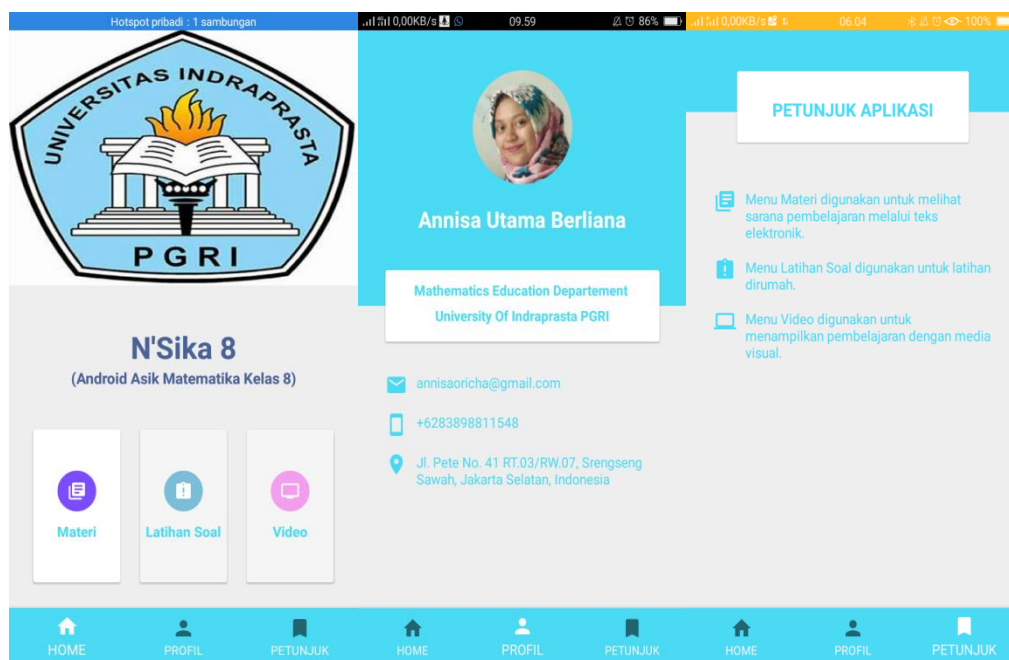 Hotspot pribadi : 1 sambungan
UNIVERSITAS INDRAPRASTA
PGRI
N'Sika 8
(Android Asik Matematika Kelas 8)
Materi
Latihan Soal
Video
HOME
PROFIL
PETUNJUK
0,00KB/s
09.59
86%
Annisa Utama Berliana
Mathematics Education Departement
University Of Indraprasta PGRI
annisaoricha@gmail.com
+6283898811548
Jl. Pete No. 41 RT.03/RW.07, Srengseng
Sawah, Jakarta Selatan, Indonesia
HOME
PROFIL
PETUNJUK
0,00KB/s
06.04
100%
PETUNJUK APLIKASI
Menu Materi digunakan untuk melihat
sarana pembelajaran melalui teks
elektronik.
Menu Latihan Soal digunakan untuk latihan
dirumah.
Menu Video digunakan untuk
menampilkan pembelajaran dengan media
visual.
HOME
PROFIL
PETUNJUK